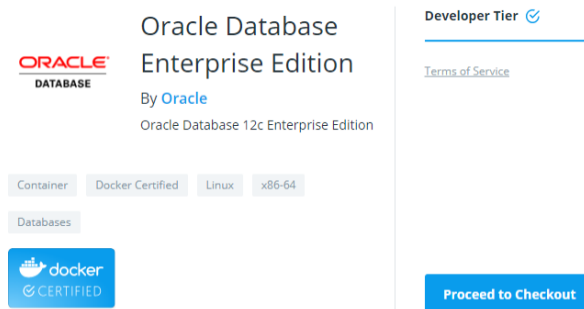 Oracle Database
Enterprise Edition
By Oracle
Oracle Database 12c Enterprise Edition
ORACLE
DATABASE
Container
Docker Certified
Linux
x86-64
Databases
docker
CERTIFIED
Developer Tier
Terms of Service
Proceed to Checkout